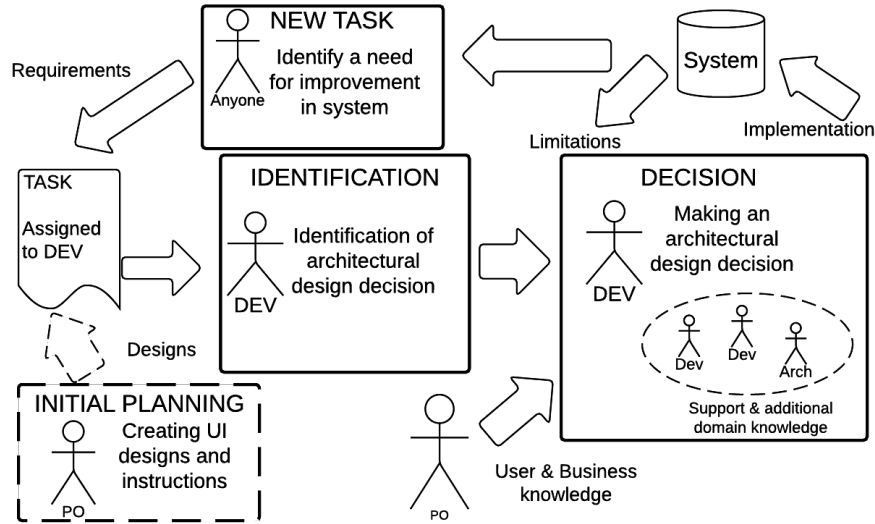 NEW TASK
Identify a need
for improvement
in system
Anyone
Requirements
System
Implementation
Limitations
TASK
Assigned
to DEV
IDENTIFICATION
Identification of
architectural
design decision
DEV
DECISION
Making an
architectural
design decision
DEV
Dev
Dev
Arch
Support & additional
domain knowledge
Designs
INITIAL PLANNING
Creating UI
designs and
instructions
PO
User & Business
knowledge
PO